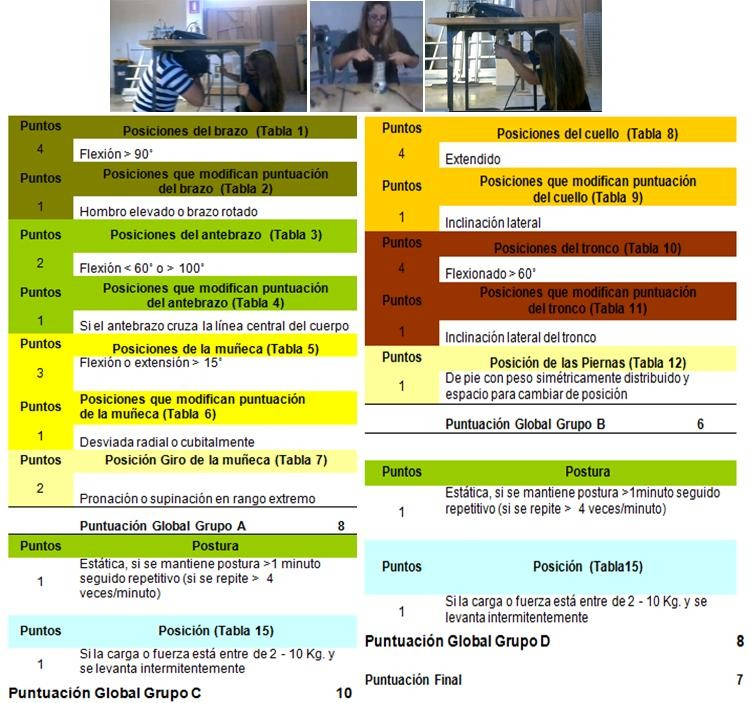 Puntos Posiciones del brazo (Tabla 1)
4 Flexión > 90°
Puntos Posiciones que modifican puntuación
del brazo (Tabla 2)
1 Hombro elevado o brazo rotado
Puntos Posiciones del antebrazo (Tabla 3)
2 Flexión < 60° o > 100°
Puntos Posiciones que modifican puntuación
del antebrazo (Tabla 4)
1 Si el antebrazo cruza la línea central del cuerpo
Puntos Posiciones de la muñeca (Tabla 5)
3 Flexión o extensión > 15°
Puntos Posiciones que modifican puntuación
de la muñeca (Tabla 6)
1 Desviada radial o cubitalmente
Puntos Posición Giro de la muñeca (Tabla 7)
2 Pronación o supinación en rango extremo
Puntuación Global Grupo A 8
Puntos Postura
1 Estática, si se mantiene postura >1 minuto
seguido repetitivo (si se repite > 4
veces/minuto)
Puntos Posición (Tabla 15)
1 Si la carga o fuerza está entre de 2 - 10 Kg. y
se levanta intermitentemente
Puntuación Global Grupo C 10
Puntos Posiciones del cuello (Tabla 8)
4 Extendido
Puntos Posiciones que modifican puntuación
del cuello (Tabla 9)
1 Inclinación lateral
Puntos Posiciones del tronco (Tabla 10)
4 Flexionado > 60°
Puntos Posiciones que modifican puntuación
del tronco (Tabla 11)
1 Inclinación lateral del tronco
Puntos Posición de las Piernas (Tabla 12)
1 De pie con peso simétricamente distribuido y
espacio para cambiar de posición
Puntuación Global Grupo B 6
Puntos Postura
1 Estática, si se mantiene postura >1minuto seguido
repetitivo (si se repite > 4 veces/minuto)
Puntos Posición (Tabla15)
1 Si la carga o fuerza está entre de 2 - 10 Kg. y se
levanta intermitentemente
Puntuación Global Grupo D 8
Puntuación Final 7